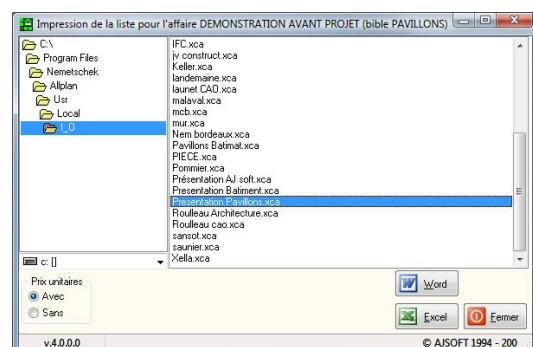 Impression de la liste pour l'affaire DEMONSTRATION AVANT PROJET (bible PAVILLONS)
C:\
Program Files
Nemetschek
Allplan
Usr
Local
I_O
IFC.xca
jv construct.xca
Keller.xca
landemaine.xca
launet CAO.xca
malaval.xca
mcb.xca
mur.xca
Nem bordeaux.xca
Pavillons Batimat.xca
PIECE.xca
Pommier.xca
Présentation AJ soft.xca
Presentation Batiment.xca
Presentation Pavillons.xca
Roulleau Architecture.xca
Roulleau cao.xca
sansot.xca
saunier.xca
Xella.xca
c: []
Prix unitaires
Avec
Sans
Word
Excel
Fermer
v.4.0.0.0
© AJSOFT 1994 - 200